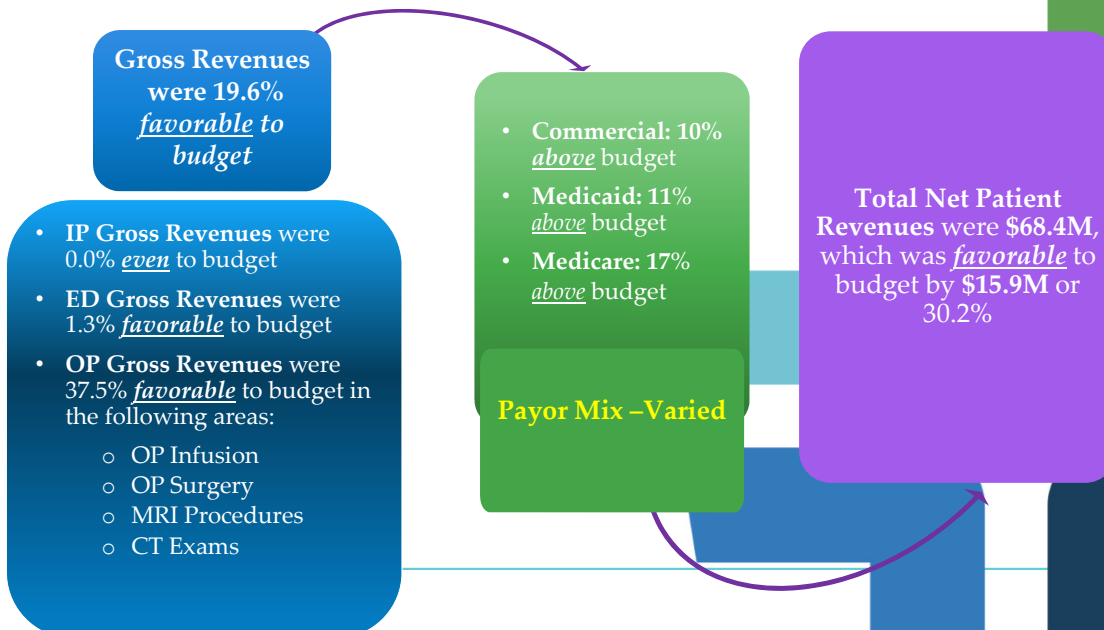 Gross Revenues
were 19.6%
favorable to
budget
• IP Gross Revenues were
0.0% even to budget
• ED Gross Revenues were
1.3% favorable to budget
• OP Gross Revenues were
37.5% favorable to budget in
the following areas:
o OP Infusion
o OP Surgery
o MRI Procedures
o CT Exams
• Commercial: 10%
above budget
• Medicaid: 11%
above budget
• Medicare: 17%
above budget
Payor Mix –Varied
Total Net Patient
Revenues were $68.4M,
which was favorable to
budget by $15.9M or
30.2%